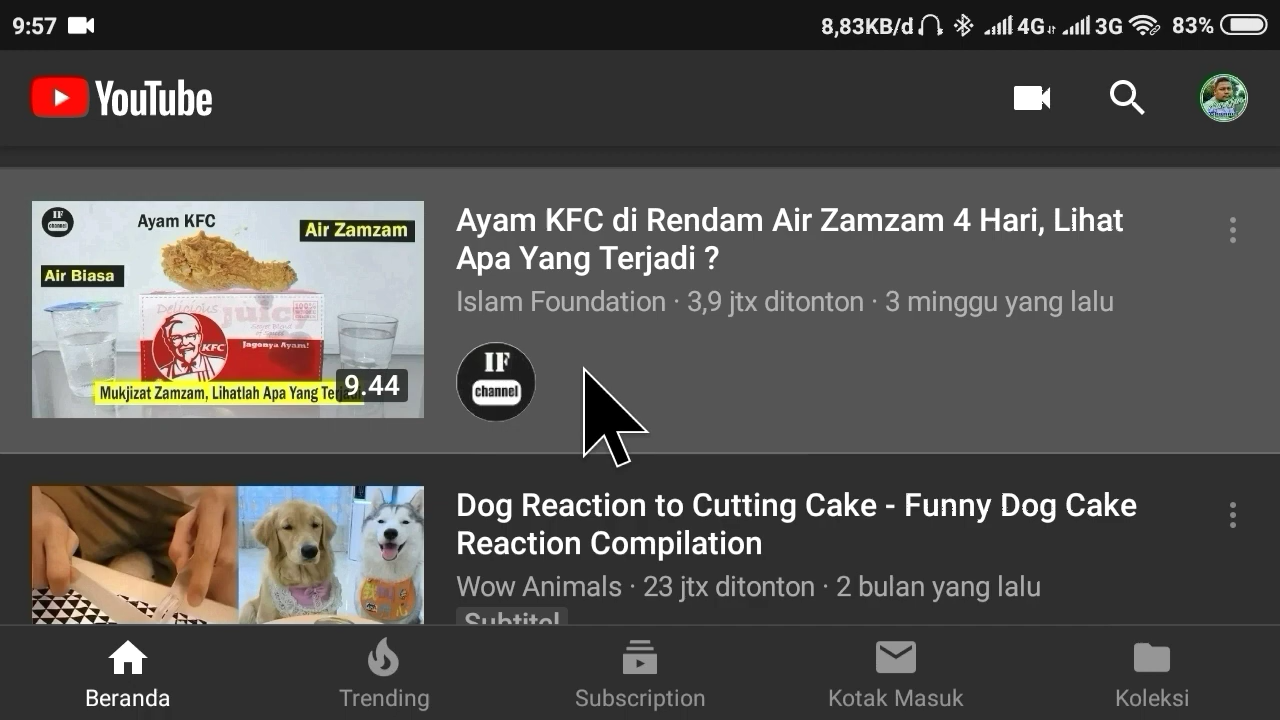 9:57
8,83KB/d 4G 3G 83%
YouTube
IF
channel
Ayam KFC
Air Zamzam
Air Biasa
Delicious
juicy
KFC
Jagonya Ayam!
Mukjizat Zamzam, Lihatlah Apa Yang Terjadi
9.44
Ayam KFC di Rendam Air Zamzam 4 Hari, Lihat
Apa Yang Terjadi ?
Islam Foundation · 3,9 jtx ditonton · 3 minggu yang lalu
IF
channel
Dog Reaction to Cutting Cake - Funny Dog Cake
Reaction Compilation
Wow Animals · 23 jtx ditonton · 2 bulan yang lalu
Subtitel
Beranda
Trending
Subscription
Kotak Masuk
Koleksi